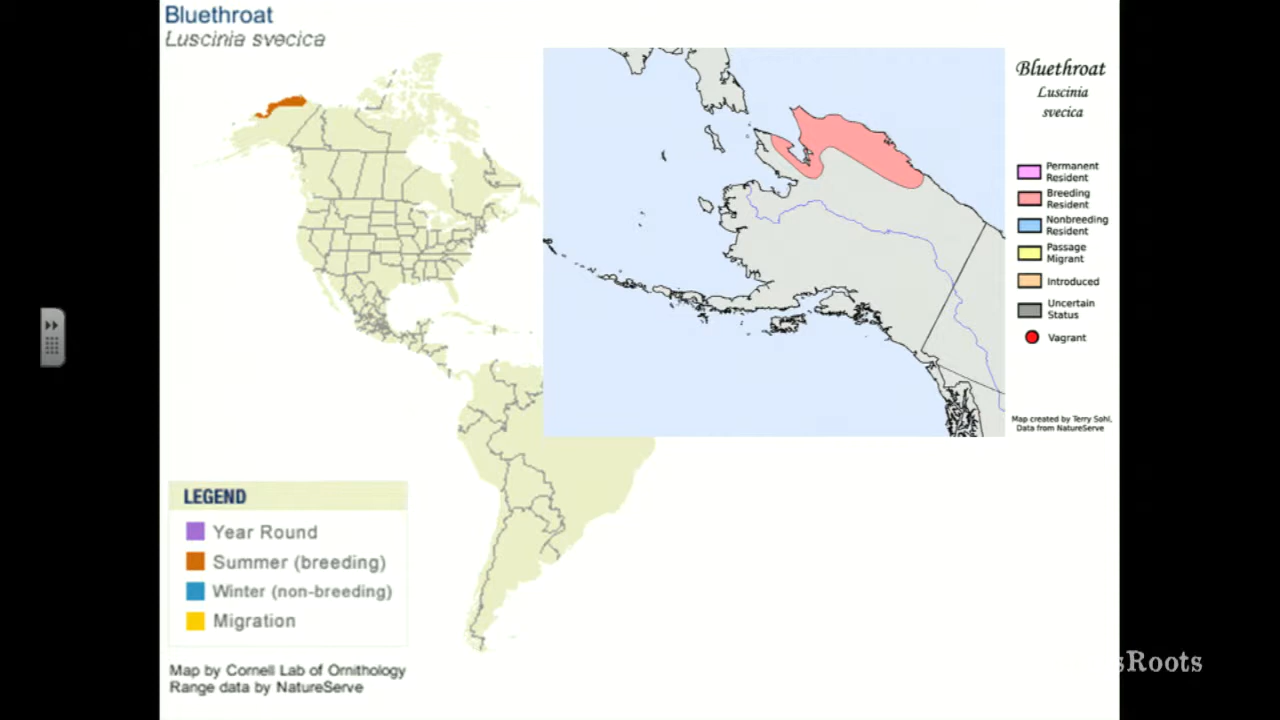 Bluethroat
Luscinia svecica
Bluethroat
Luscinia
svecica
Permanent
Resident
Breeding
Resident
Nonbreeding
Resident
Passage
Migrant
Introduced
Uncertain
Status
Vagrant
Map created by Terry Sohl,
Data from NatureServe
LEGEND
Year Round
Summer (breeding)
Winter (non-breeding)
Migration
Map by Cornell Lab of Ornithology
Range data by NatureServe
sRoots